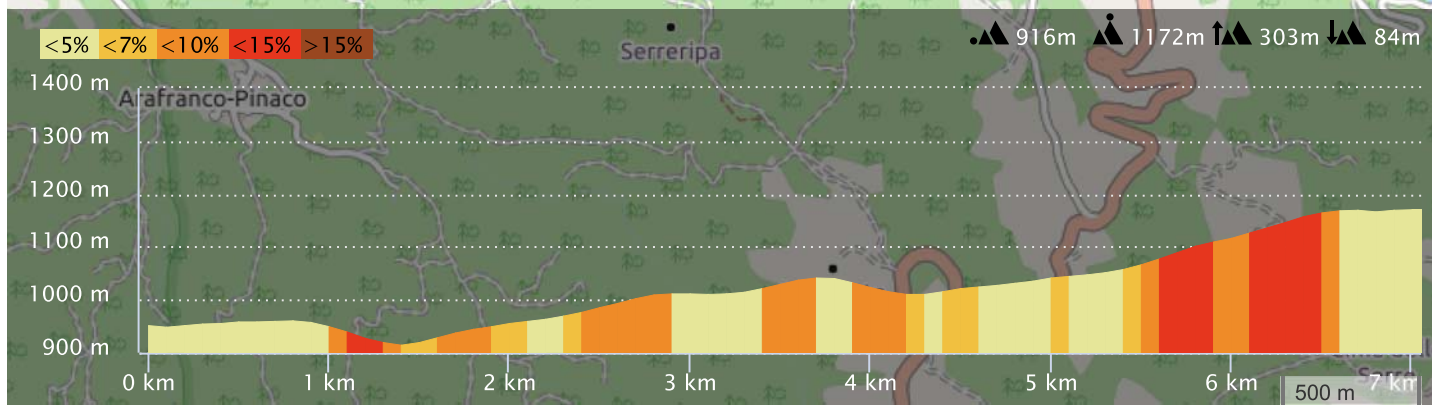 <5% <7% <10% <15% >15%
916m 1172m 303m 84m
Serreripa
1400 m
Arafranco-Pinaco
1300 m
1200 m
1100 m
1000 m
900 m
0 km 1 km 2 km 3 km 4 km 5 km 6 km 7 km
500 m